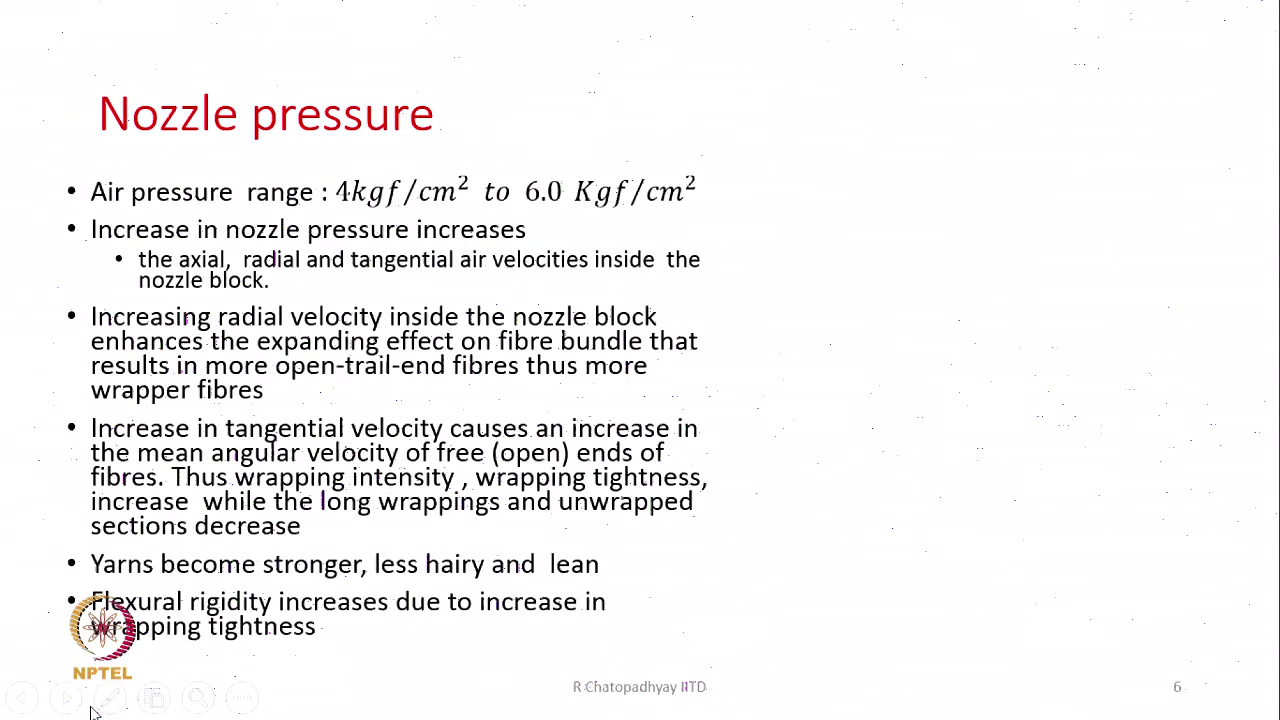 Nozzle pressure
• Air pressure range : 4kgf/cm² to 6.0 Kgf/cm²
• Increase in nozzle pressure increases
• the axial, radial and tangential air velocities inside the
nozzle block.
• Increasing radial velocity inside the nozzle block
enhances the expanding effect on fibre bundle that
results in more open-trail-end fibres thus more
wrapper fibres
• Increase in tangential velocity causes an increase in
the mean angular velocity of free (open) ends of
fibres. Thus wrapping intensity , wrapping tightness,
increase while the long wrappings and unwrapped
sections decrease
• Yarns become stronger, less hairy and lean
• Flexural rigidity increases due to increase in
wrapping tightness
NPTEL
R Chatopadhyay IITD
6